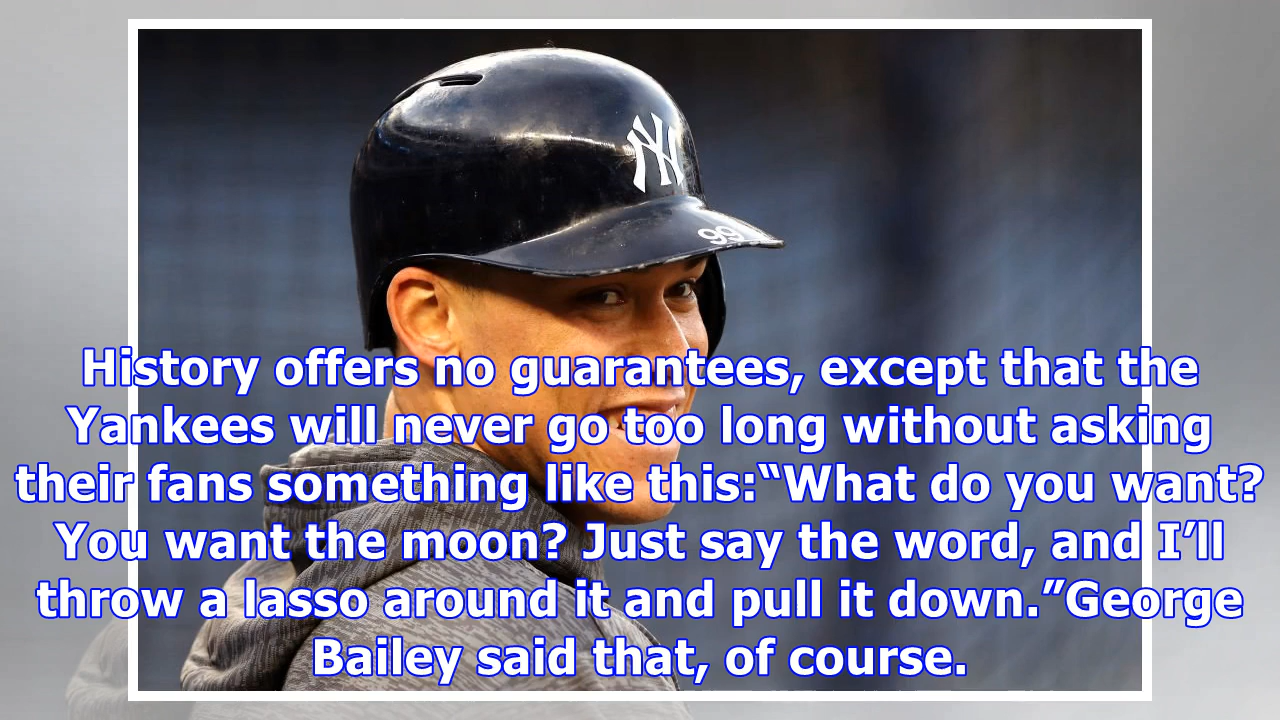 NY
99
History offers no guarantees, except that the
Yankees will never go too long without asking
their fans something like this:“What do you want?
You want the moon? Just say the word, and I’ll
throw a lasso around it and pull it down.”George
Bailey said that, of course.